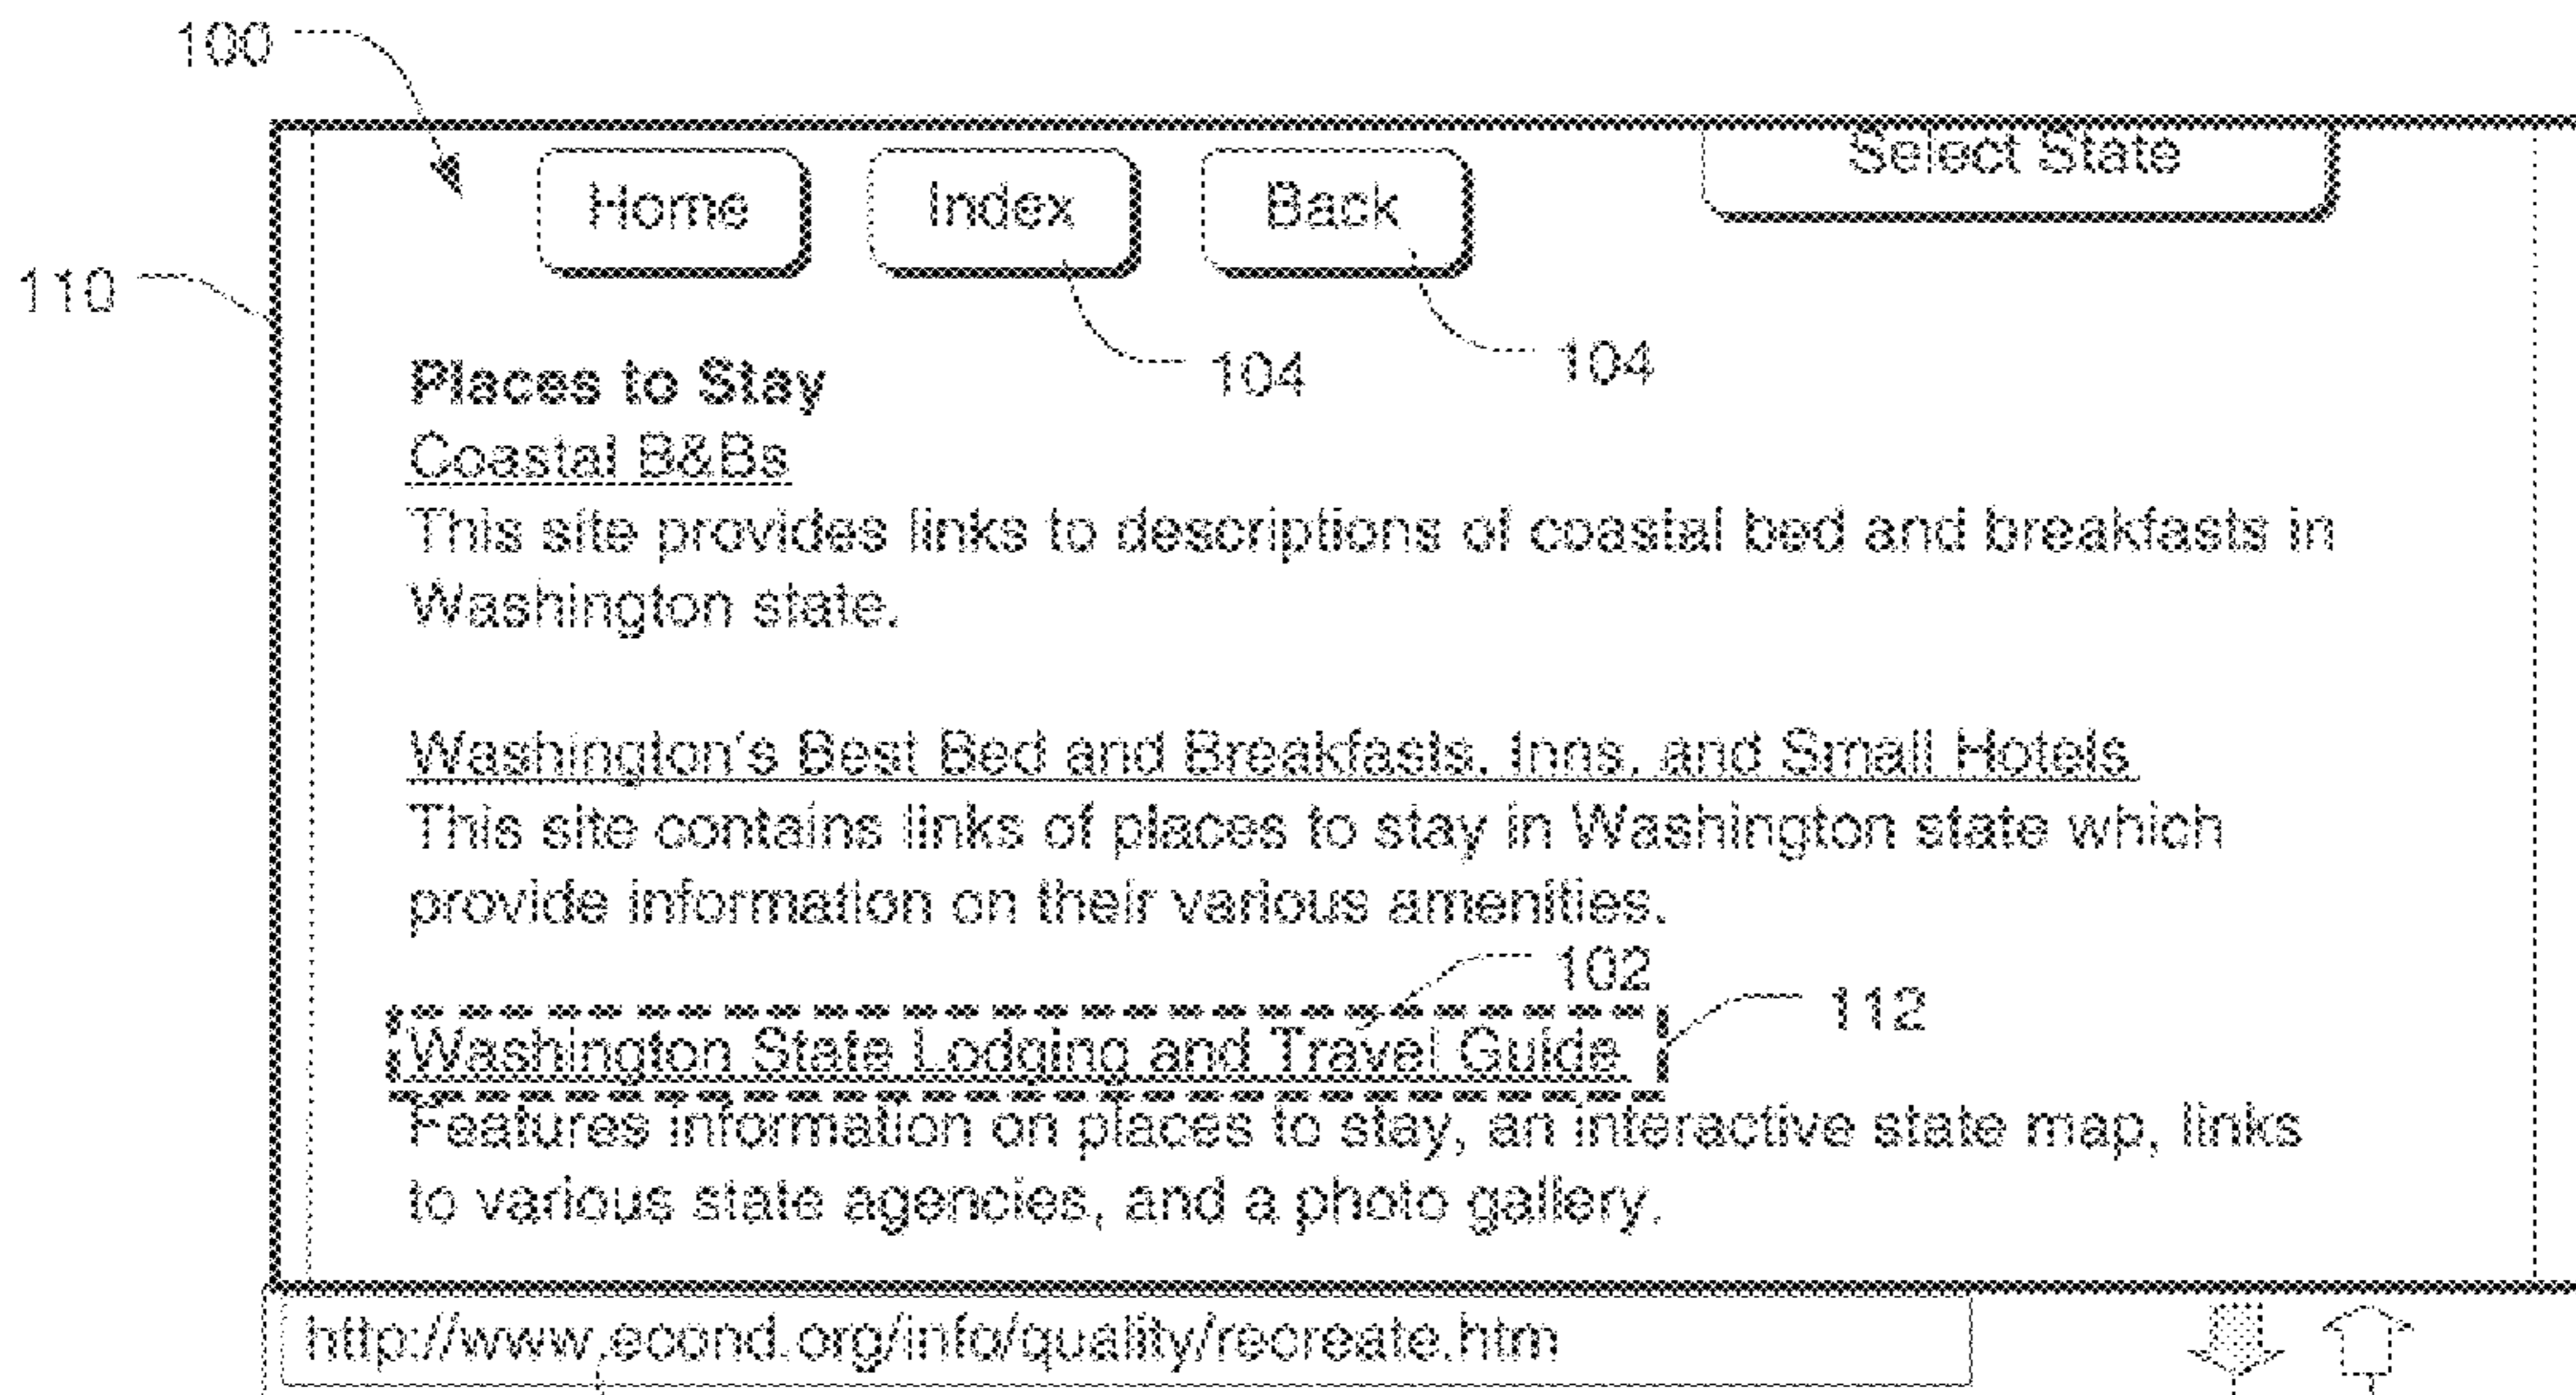 100
Select State
Home Index Back
110
104 104
Places to Stay
Coastal B&Bs
This site provides links to descriptions of coastal bed and breakfasts in
Washington state.
Washington's Best Bed and Breakfasts, Inns, and Small Hotels
This site contains links of places to stay in Washington state which
provide information on their various amenities.
102
112
Washington State Lodging and Travel Guide
Features information on places to stay, an interactive state map, links
to various state agencies, and a photo gallery.
http://www.econd.org/info/quality/recreate.htm